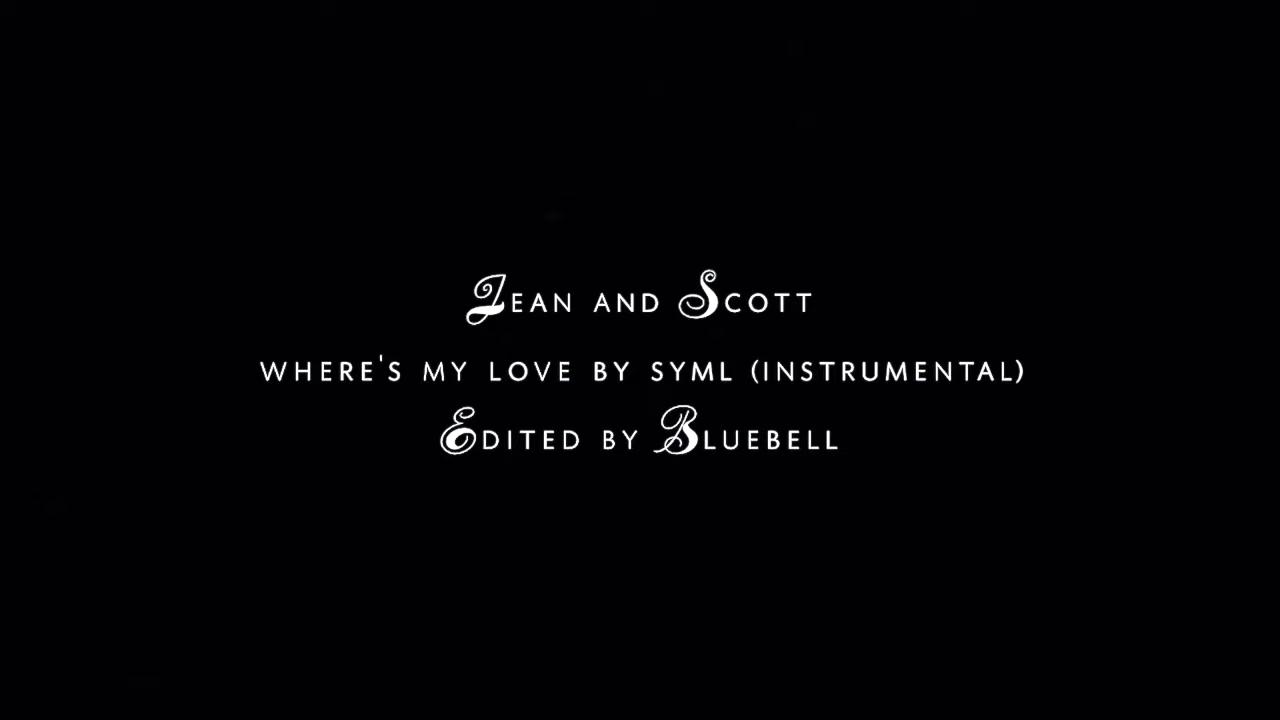 Jean and Scott
where's my love by syml (instrumental)
Edited by Bluebell